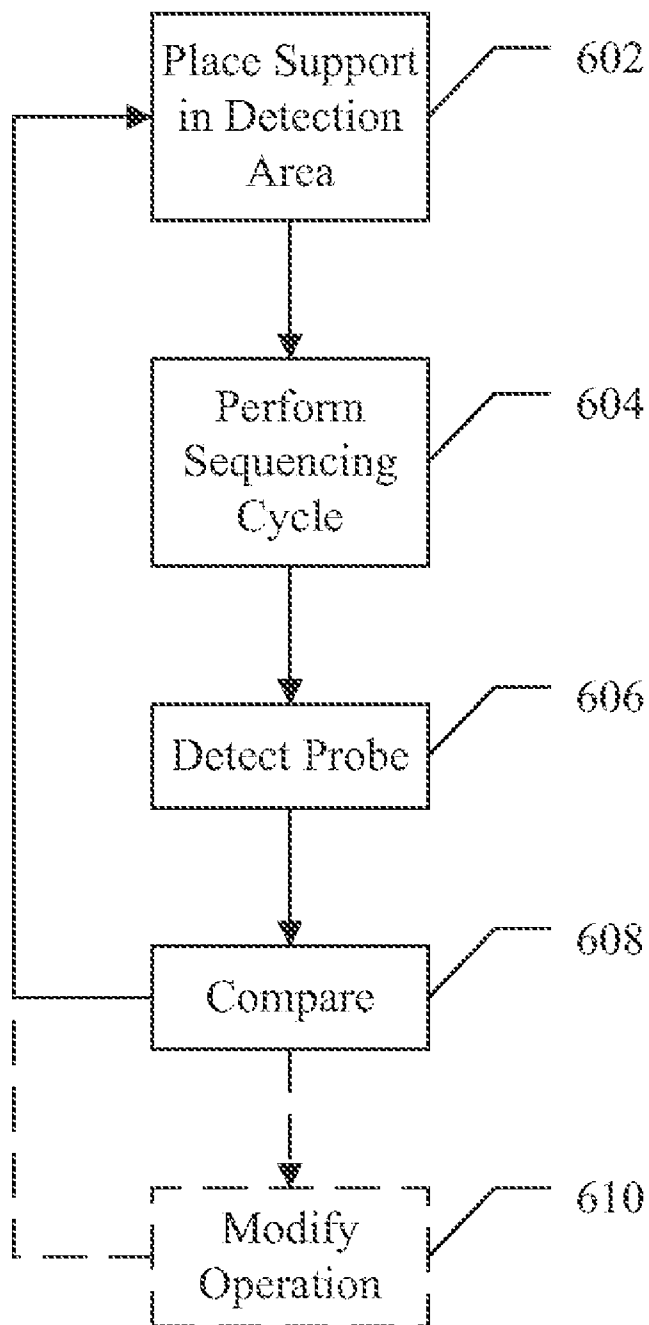 Place Support
in Detection
Area
602
Perform
Sequencing
Cycle
604
Detect Probe
606
Compare
608
Modify
Operation
610